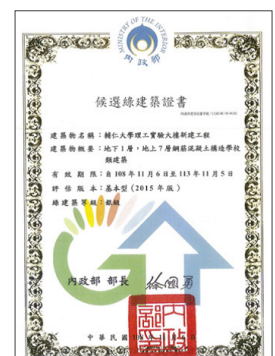 MINISTRY OF THE INTERIOR
內政部
候選綠建築證書
建築物名稱：輔仁大學理工實驗大樓新建工程
建築物概要：地下1層，地上7層鋼筋混凝土構造學校
類建築
有效期限：自108年11月6日至113年11月5日
評估版本：基本型(2015年版)
綠建築等級：銀級
內政部 部長 徐國勇
中華民國